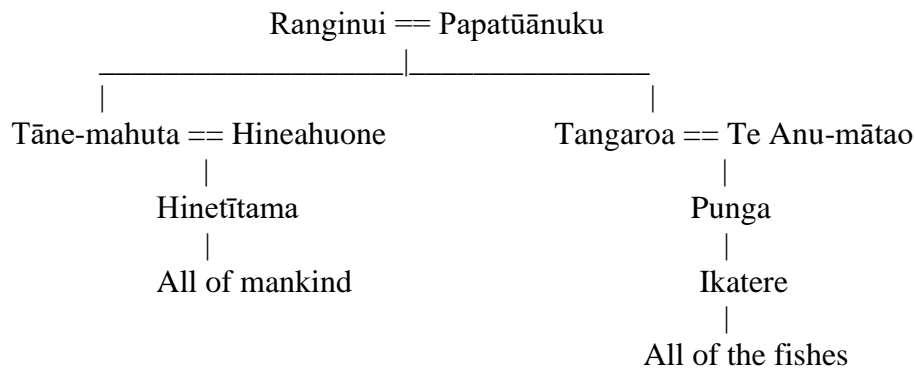 Ranginui == Papatūānuku
Tāne-mahuta == Hineahuone Tangaroa == Te Anu-mātao
Hinetītama Punga
All of mankind Ikatere
All of the fishes